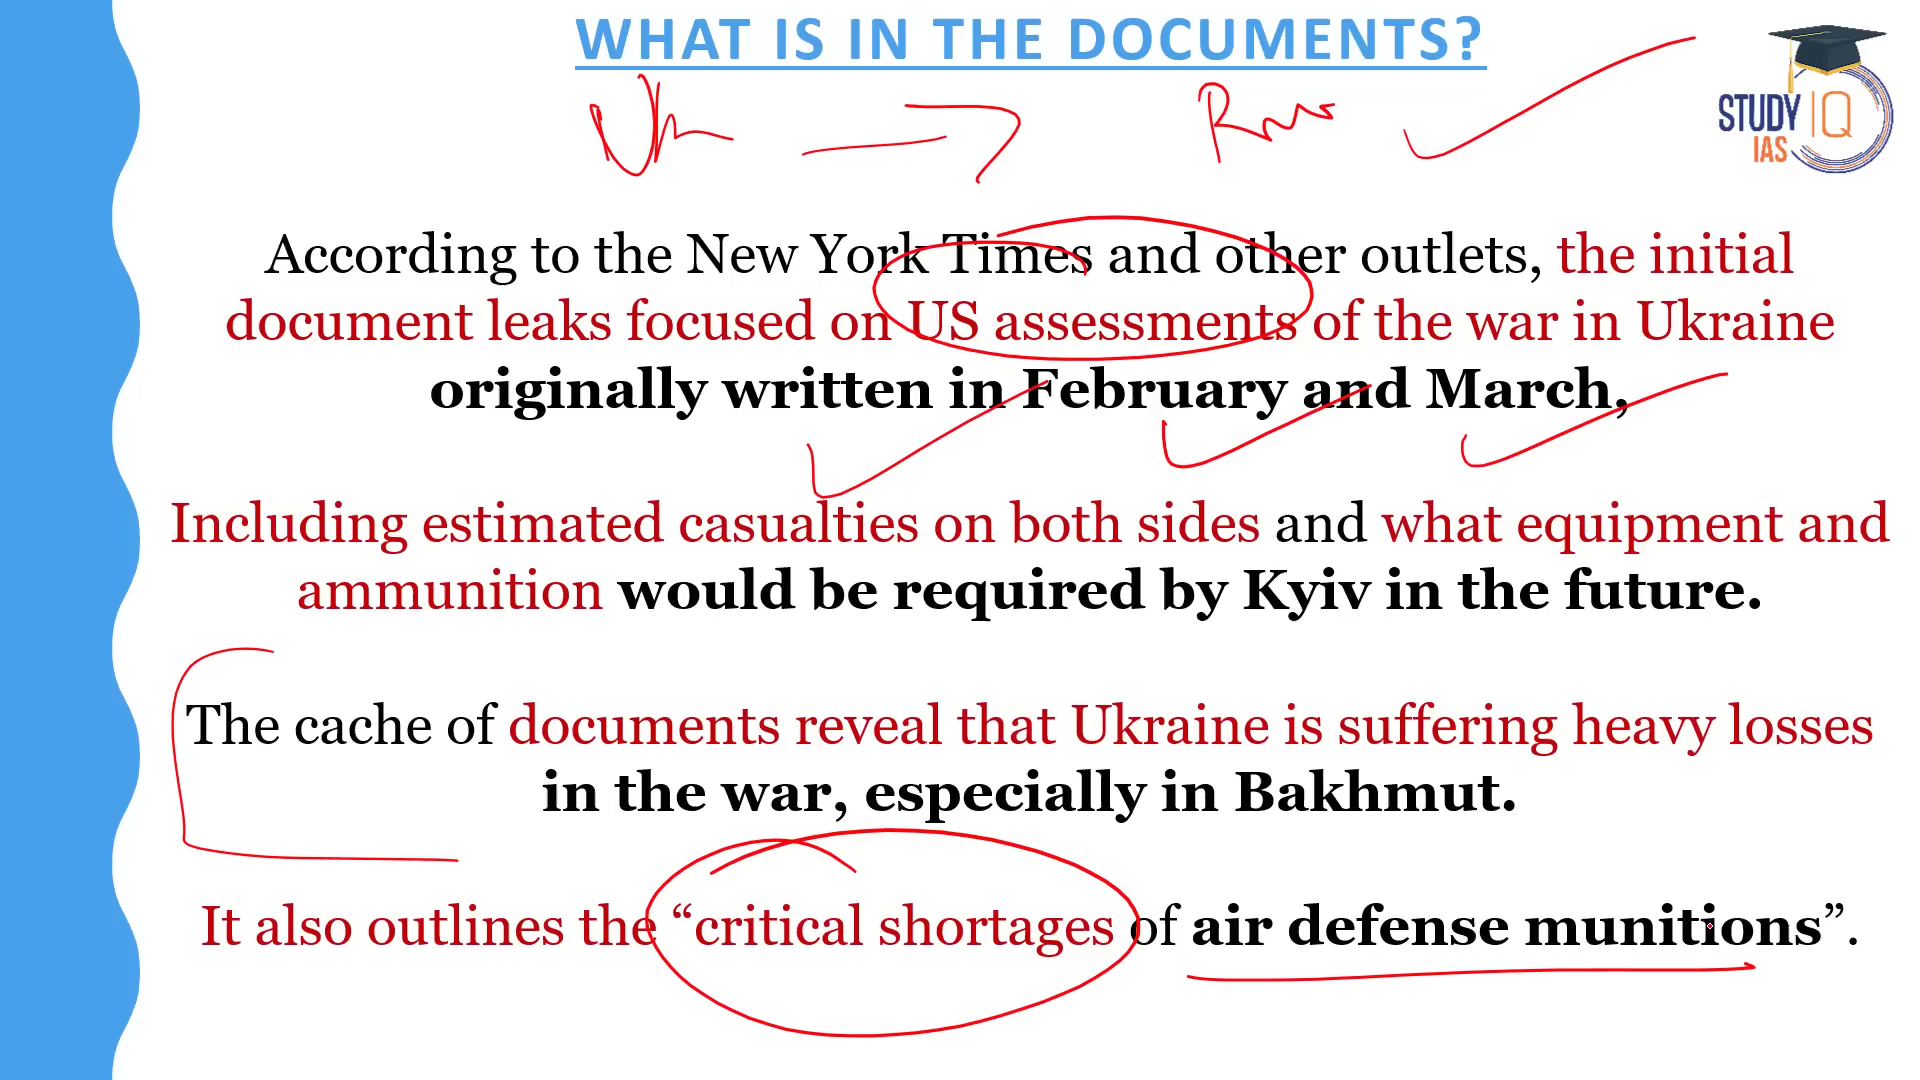 WHAT IS IN THE DOCUMENTS?
STUDY IQ
IAS
Uk
Rus
According to the New York Times and other outlets, the initial
document leaks focused on US assessments of the war in Ukraine
originally written in February and March,
Including estimated casualties on both sides and what equipment and
ammunition would be required by Kyiv in the future.
The cache of documents reveal that Ukraine is suffering heavy losses
in the war, especially in Bakhmut.
It also outlines the “critical shortages of air defense munitions”.